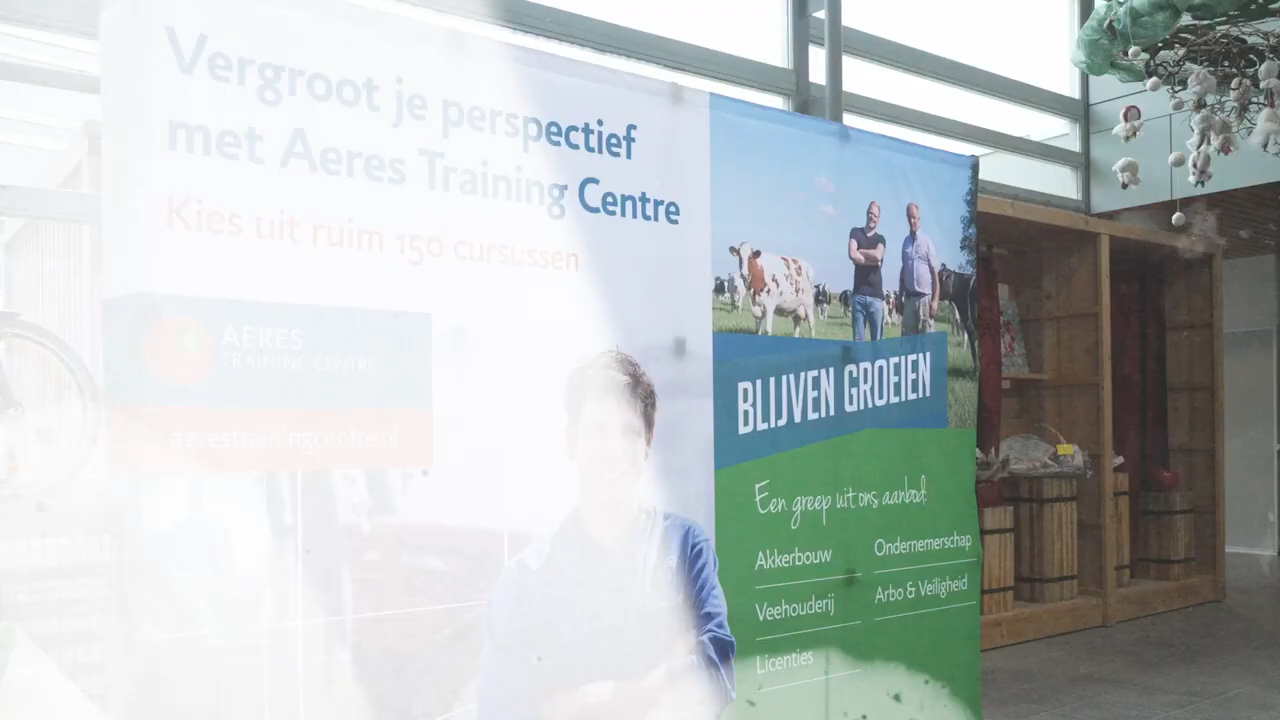 Vergroot je perspectief
met Aeres Training Centre
Kies uit ruim 150 cursussen
AERES
TRAINING CENTRE
aerestrainingcentre.nl
BLIJVEN GROEIEN
Een greep uit ons aanbod:
Akkerbouw
Ondernemerschap
Veehouderij
Arbo & Veiligheid
Licenties